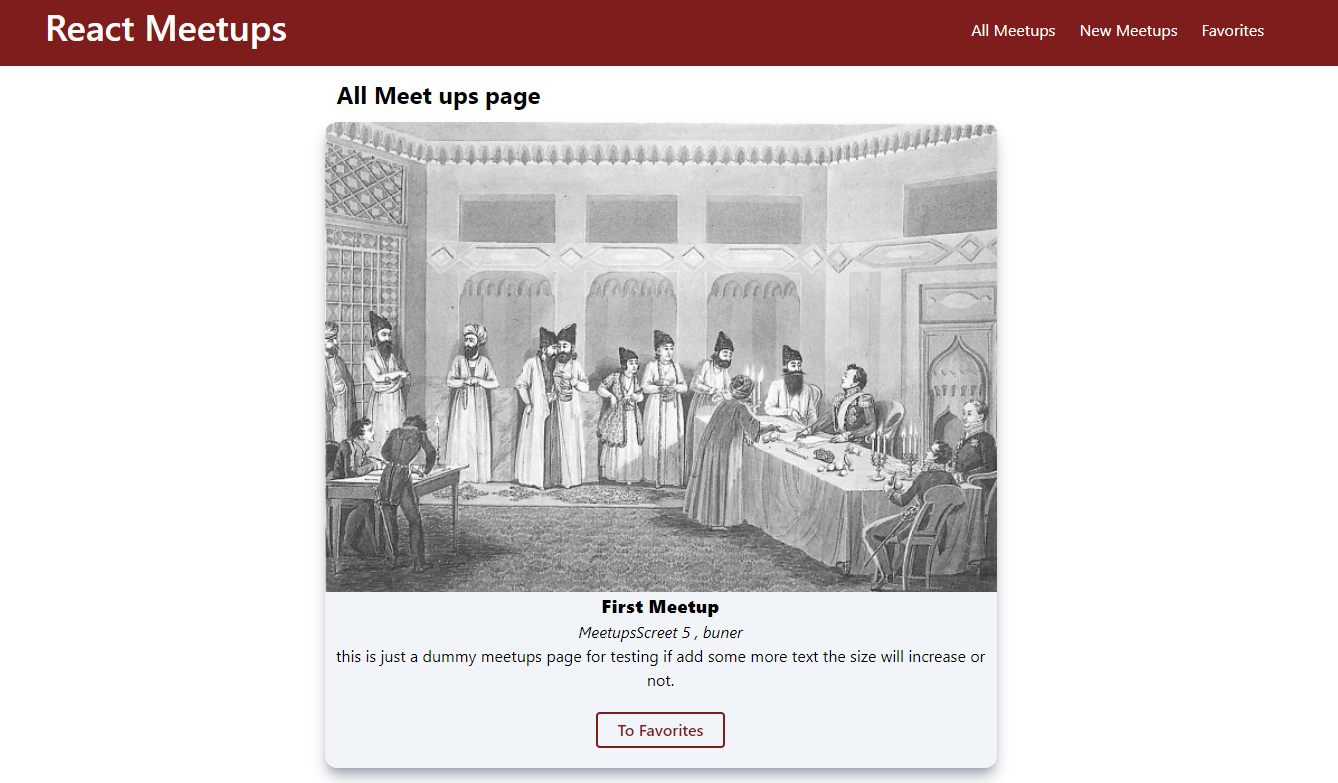 React Meetups
All Meetups New Meetups Favorites
All Meet ups page
First Meetup
MeetupsScreet 5 , buner
this is just a dummy meetups page for testing if add some more text the size will increase or
not.
To Favorites